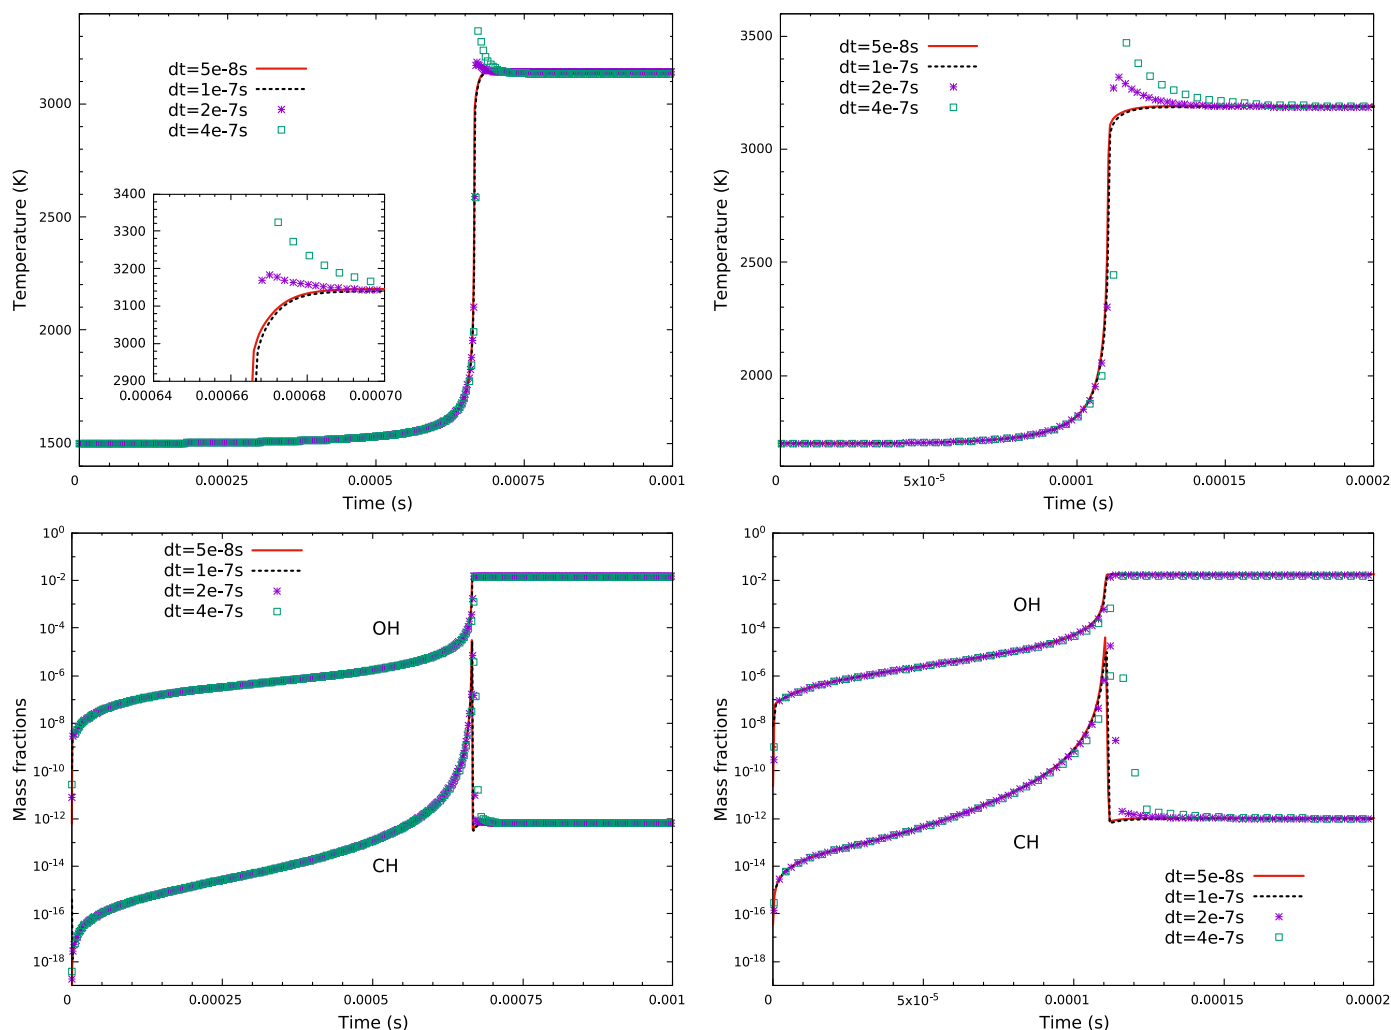 dt=5e-8s
dt=1e-7s
dt=2e-7s
dt=4e-7s
Temperature (K)
3000
2500
2000
1500
3400
3300
3200
3100
3000
2900
0.00064
0.00066
0.00068
0.00070
0
0.00025
0.0005
0.00075
0.001
Time (s)
dt=5e-8s
dt=1e-7s
dt=2e-7s
dt=4e-7s
Temperature (K)
3500
3000
2500
2000
0
5x10-5
0.0001
0.00015
0.0002
Time (s)
dt=5e-8s
dt=1e-7s
dt=2e-7s
dt=4e-7s
OH
CH
Mass fractions
10^0
10^-2
10^-4
10^-6
10^-8
10^-10
10^-12
10^-14
10^-16
10^-18
0
0.00025
0.0005
0.00075
0.001
Time (s)
OH
CH
dt=5e-8s
dt=1e-7s
dt=2e-7s
dt=4e-7s
Mass fractions
10^0
10^-2
10^-4
10^-6
10^-8
10^-10
10^-12
10^-14
10^-16
10^-18
0
5x10-5
0.0001
0.00015
0.0002
Time (s)